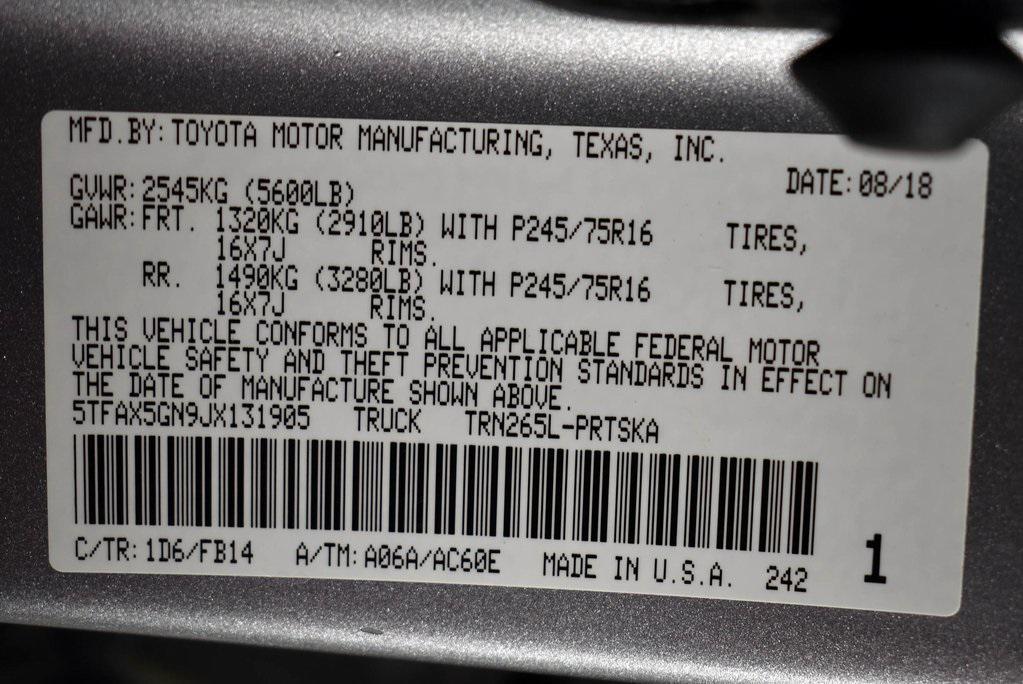 MFD.BY: TOYOTA MOTOR MANUFACTURING, TEXAS, INC.
DATE: 08/18
GVWR: 2545KG (5600LB)
GAWR: FRT. 1320KG (2910LB) WITH P245/75R16 TIRES,
16X7J RIMS.
RR. 1490KG (3280LB) WITH P245/75R16 TIRES,
16X7J RIMS.
THIS VEHICLE CONFORMS TO ALL APPLICABLE FEDERAL MOTOR
VEHICLE SAFETY AND THEFT PREVENTION STANDARDS IN EFFECT ON
THE DATE OF MANUFACTURE SHOWN ABOVE.
5TFAX5GN9JX131905 TRUCK TRN265L-PRTSKA
C/TR: 1D6/FB14 A/TM: A06A/AC60E MADE IN U.S.A. 242 1